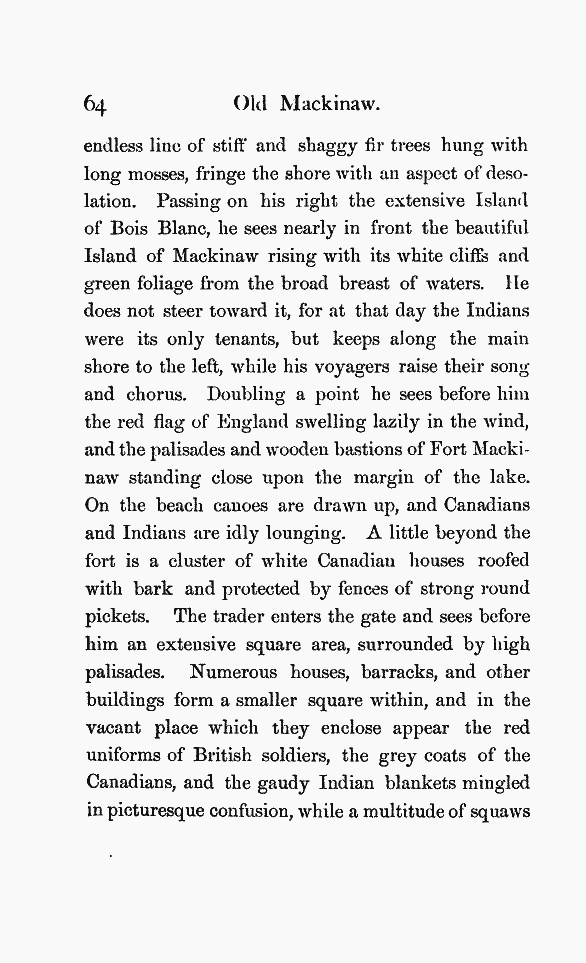 64 Old Mackinaw.
endless line of stiff and shaggy fir trees hung with
long mosses, fringe the shore with an aspect of deso-
lation. Passing on his right the extensive Island
of Bois Blanc, he sees nearly in front the beautiful
Island of Mackinaw rising with its white cliffs and
green foliage from the broad breast of waters. He
does not steer toward it, for at that day the Indians
were its only tenants, but keeps along the main
shore to the left, while his voyagers raise their song
and chorus. Doubling a point he sees before him
the red flag of England swelling lazily in the wind,
and the palisades and wooden bastions of Fort Macki-
naw standing close upon the margin of the lake.
On the beach canoes are drawn up, and Canadians
and Indians are idly lounging. A little beyond the
fort is a cluster of white Canadian houses roofed
with bark and protected by fences of strong round
pickets. The trader enters the gate and sees before
him an extensive square area, surrounded by high
palisades. Numerous houses, barracks, and other
buildings form a smaller square within, and in the
vacant place which they enclose appear the red
uniforms of British soldiers, the grey coats of the
Canadians, and the gaudy Indian blankets mingled
in picturesque confusion, while a multitude of squaws